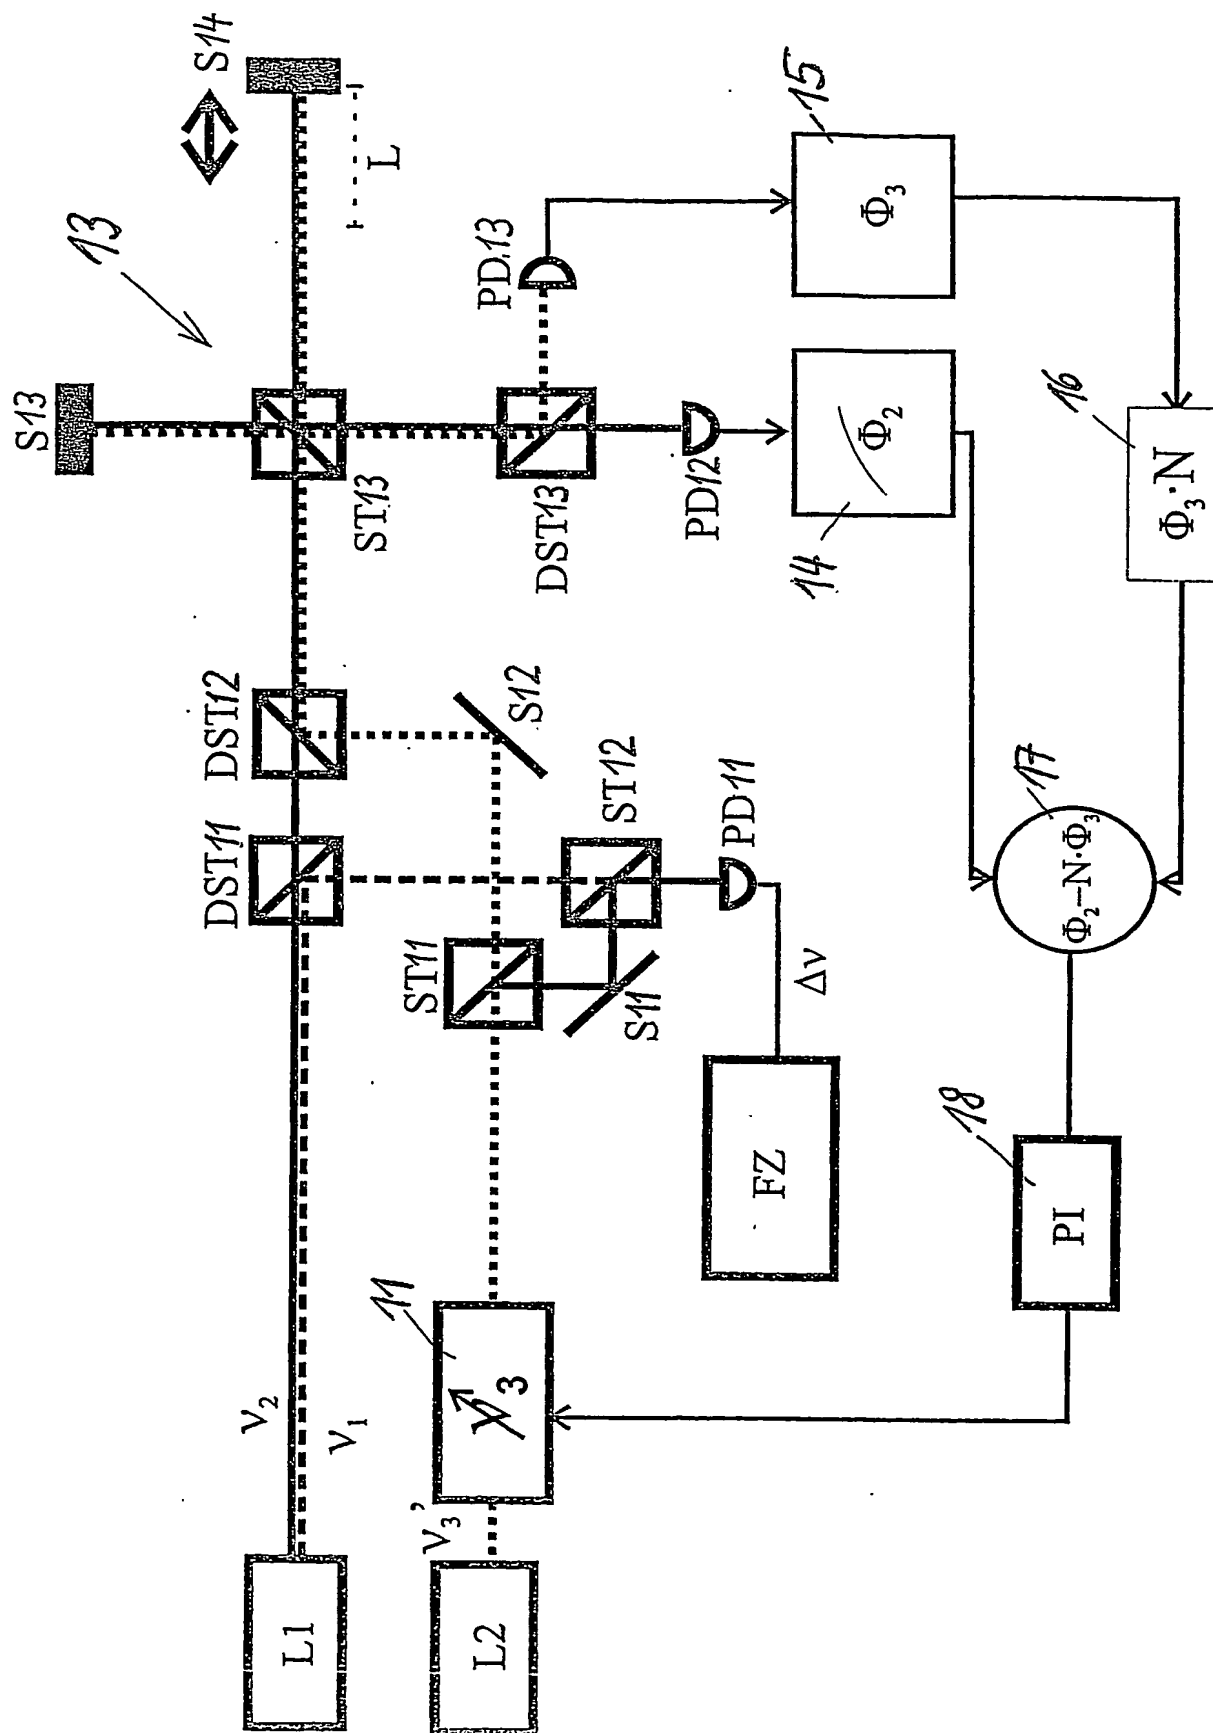 S14
S13
13
L
15
PD13
Φ₃
ST13
DST13
PD12
14
Φ₂
16
Φ₃·N
DST12
S12
DST11
ST12
PD11
17
Φ₂–N·Φ₃
ST11
S11
Δν
FZ
18
PI
11
ν₃
ν₂
ν₁
ν₃'
L1
L2